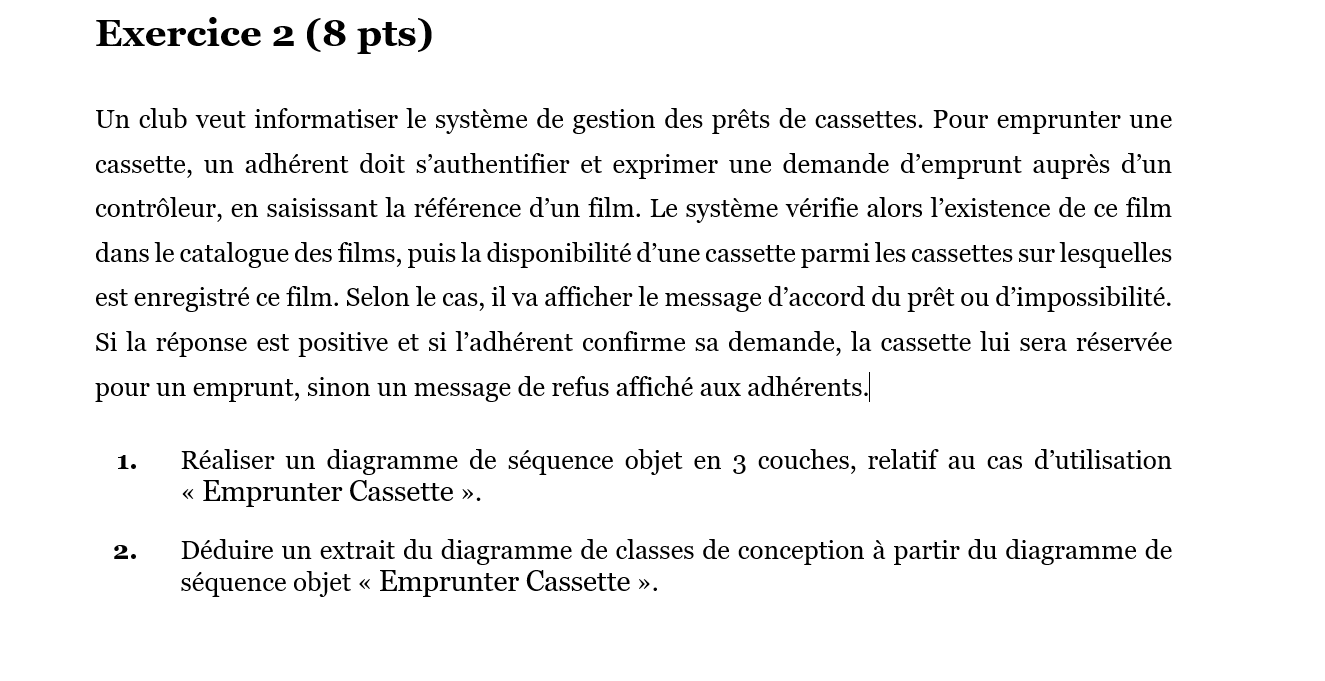 Exercice 2 (8 pts)
Un club veut informatiser le système de gestion des prêts de cassettes. Pour emprunter une
cassette, un adhérent doit s’authentifier et exprimer une demande d’emprunt auprès d’un
contrôleur, en saisissant la référence d’un film. Le système vérifie alors l’existence de ce film
dans le catalogue des films, puis la disponibilité d’une cassette parmi les cassettes sur lesquelles
est enregistré ce film. Selon le cas, il va afficher le message d’accord du prêt ou d’impossibilité.
Si la réponse est positive et si l’adhérent confirme sa demande, la cassette lui sera réservée
pour un emprunt, sinon un message de refus affiché aux adhérents.
1. Réaliser un diagramme de séquence objet en 3 couches, relatif au cas d’utilisation
« Emprunter Cassette ».
2. Déduire un extrait du diagramme de classes de conception à partir du diagramme de
séquence objet « Emprunter Cassette ».